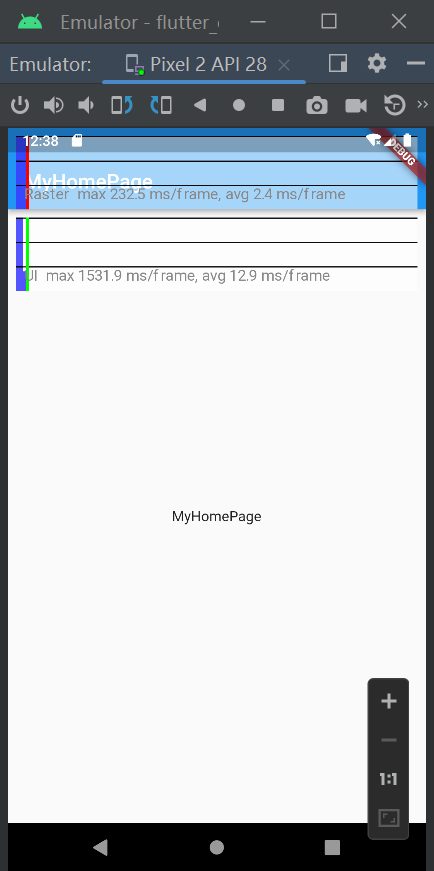 Emulator - flutter_
Emulator:
Pixel 2 API 28
12:38
DEBUG
MyHomePage
Raster max 232.5 ms/frame, avg 2.4 ms/frame
UI max 1531.9 ms/frame, avg 12.9 ms/frame
MyHomePage
1:1